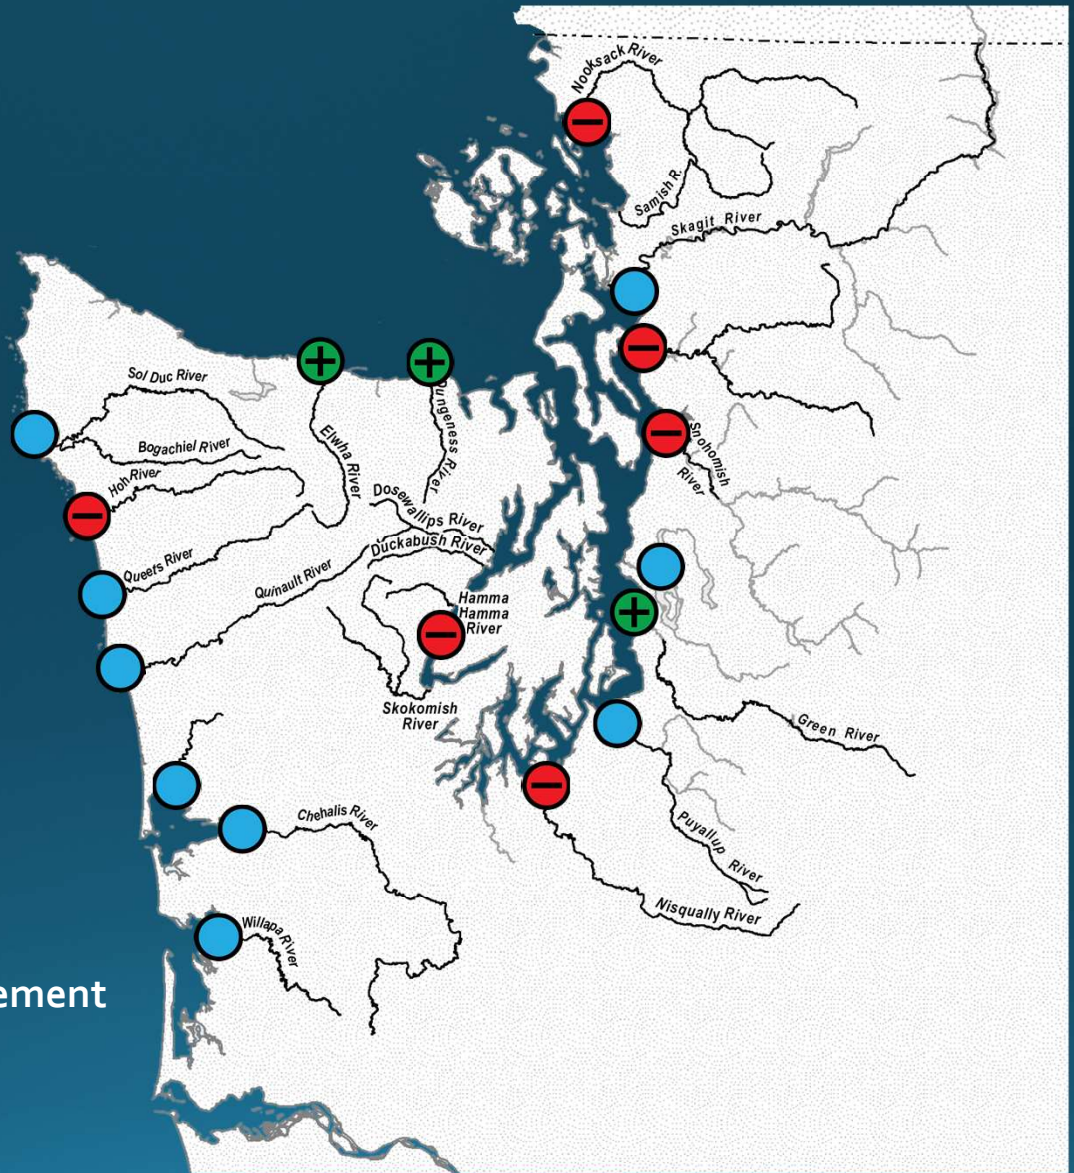 Nooksack River
Samish R.
Skagit River
Sol Duc River
Bogachiel River
Hoh River
Elwha River
Dungeness River
Snohomish
River
Dosewallips River
Duckabush River
Queets River
Quinault River
Hamma
Hamma
River
Skokomish
River
Green River
Chehalis River
Puyallup
River
Nisqually River
Willapa River
ement
+
+
+
−
−
−
−
−
−